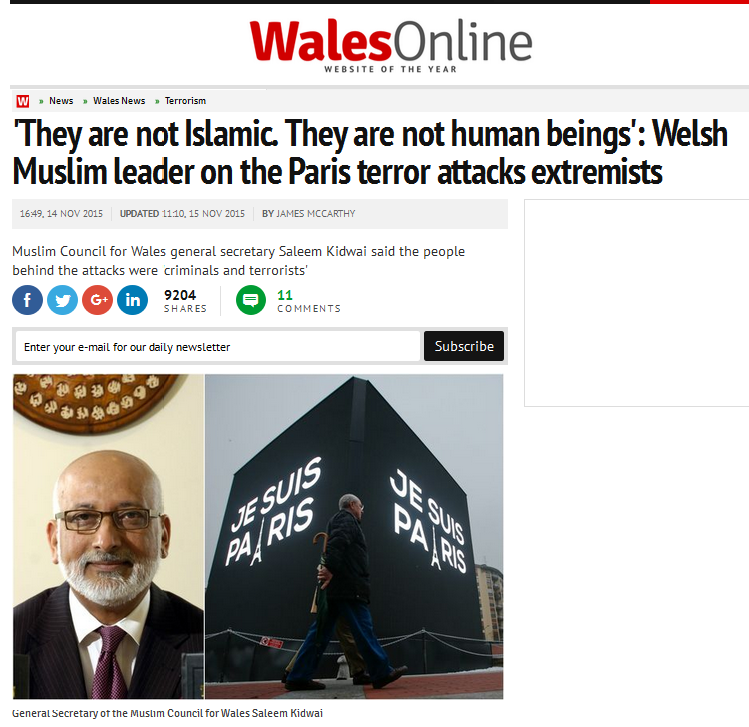 WalesOnline
WEBSITE OF THE YEAR
W » News » Wales News » Terrorism
'They are not Islamic. They are not human beings': Welsh
Muslim leader on the Paris terror attacks extremists
16:49, 14 NOV 2015 UPDATED 11:10, 15 NOV 2015 BY JAMES MCCARTHY
Muslim Council for Wales general secretary Saleem Kidwai said the people
behind the attacks were criminals and terrorists'
f G+ in 9204 11
SHARES COMMENTS
Enter your e-mail for our daily newsletter Subscribe
JE SUIS
PARIS
JE SUIS
PARIS
General Secretary of the Muslim Council for Wales Saleem Kidwai